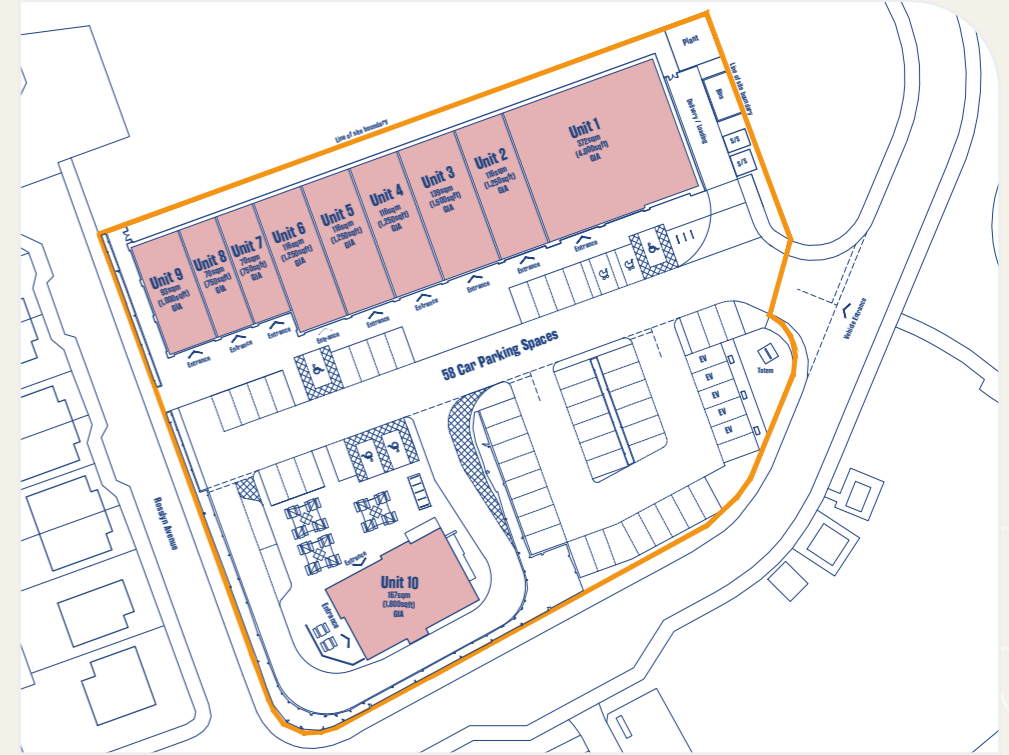 Plant
Line of site boundary
Bins
Delivery / loading
S/S
S/S
Line of site boundary
Unit 1
372sqm
(4,000sqft)
GIA
Unit 2
116sqm
(1,250sqft)
GIA
Unit 3
139sqm
(1,500sqft)
GIA
Unit 4
116sqm
(1,250sqft)
GIA
Unit 5
116sqm
(1,250sqft)
GIA
Unit 6
116sqm
(1,250sqft)
GIA
Unit 7
70sqm
(750sqft)
GIA
Unit 8
70sqm
(750sqft)
GIA
Unit 9
93sqm
(1,000sqft)
GIA
Entrance
Entrance
Entrance
Entrance
Entrance
Entrance
Entrance
Entrance
Entrance
58 Car Parking Spaces
Vehicle Entrance
Totem
EV
EV
EV
EV
EV
Rosslyn Avenue
Entrance
Entrance
Unit 10
167sqm
(1,800sqft)
GIA